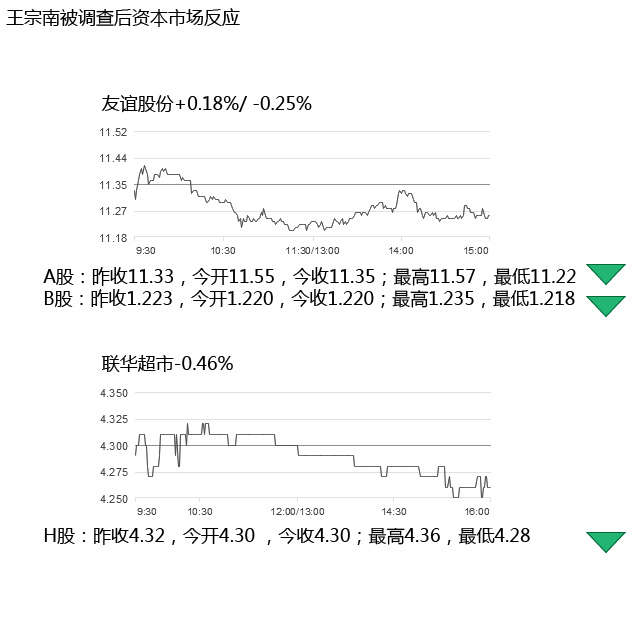 王宗南被调查后资本市场反应
友谊股份+0.18%/ -0.25%
11.52
11.44
11.35
11.27
11.18
9:30 10:30 11:30/13:00 14:00 15:00
A股：昨收11.33，今开11.55，今收11.35；最高11.57，最低11.22
B股：昨收1.223，今开1.220，今收1.220；最高1.235，最低1.218
联华超市-0.46%
4.350
4.325
4.300
4.275
4.250
9:30 10:30 12:00/13:00 14:30 16:00
H股：昨收4.32，今开4.30 ，今收4.30；最高4.36，最低4.28